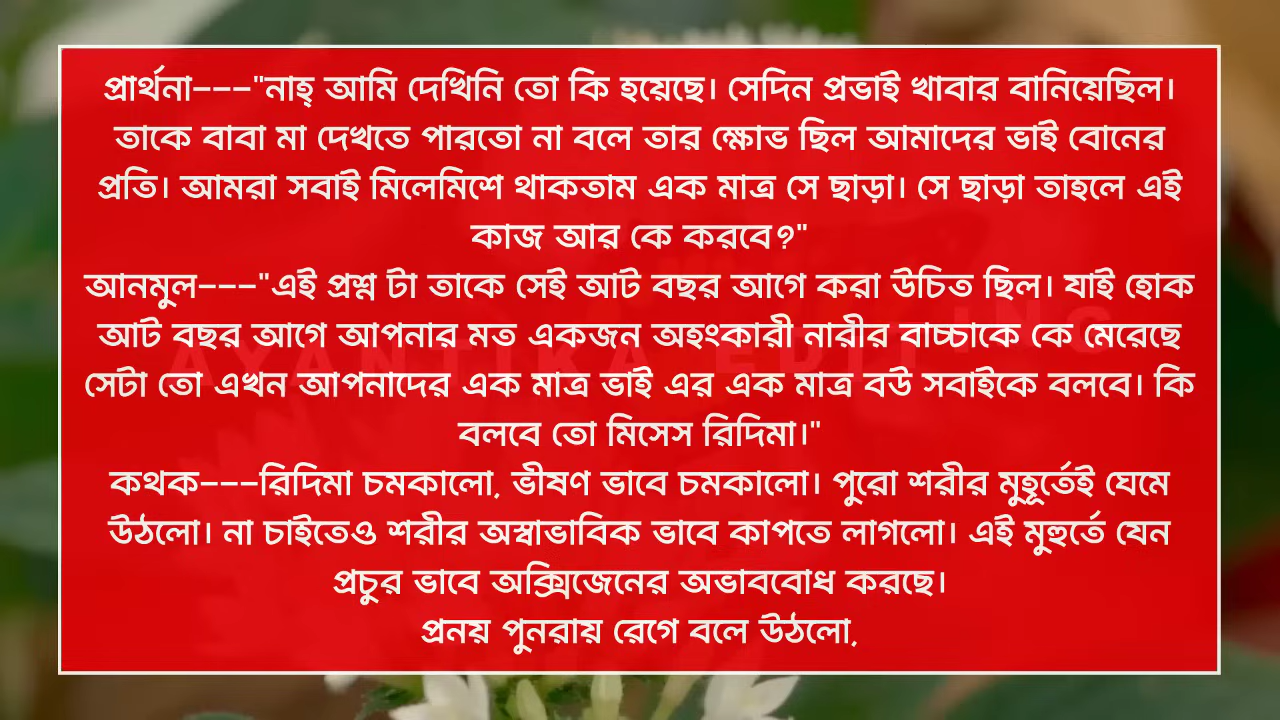 প্রার্থনা---"নাহ্ আমি দেখিনি তো কি হয়েছে। সেদিন প্রভাই খাবার বানিয়েছিল।
তাকে বাবা মা দেখতে পারতো না বলে তার ক্ষোভ ছিল আমাদের ভাই বোনের
প্রতি। আমরা সবাই মিলেমিশে থাকতাম এক মাত্র সে ছাড়া। সে ছাড়া তাহলে এই
কাজ আর কে করবে?"
আনমুল---"এই প্রশ্ন টা তাকে সেই আট বছর আগে করা উচিত ছিল। যাই হোক
আট বছর আগে আপনার মত একজন অহংকারী নারীর বাচ্চাকে কে মেরেছে
সেটা তো এখন আপনাদের এক মাত্র ভাই এর এক মাত্র বউ সবাইকে বলবে। কি
বলবে তো মিসেস রিদিমা।"
কথক---রিদিমা চমকালো, ভীষণ ভাবে চমকালো। পুরো শরীর মুহূর্তেই ঘেমে
উঠলো। না চাইতেও শরীর অস্বাভাবিক ভাবে কাপতে লাগলো। এই মুহুর্তে যেন
প্রচুর ভাবে অক্সিজেনের অভাববোধ করছে।
প্রনয় পুনরায় রেগে বলে উঠলো,
AYANTIKA EDITING